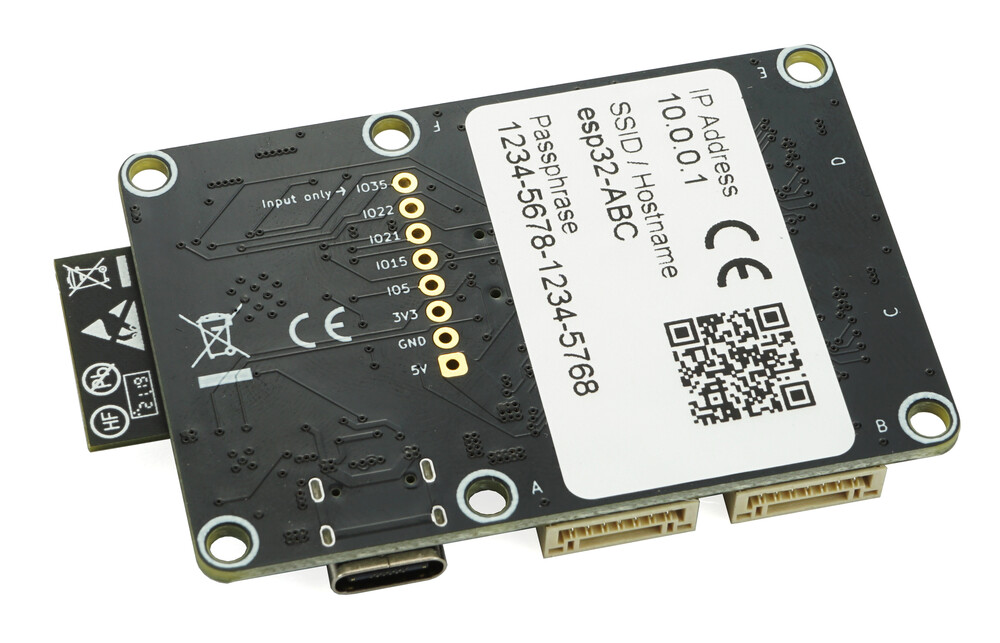 IP Address
10.0.0.1
SSID / Hostname
esp32-ABC
Passphrase
1234-5678-1234-5768
CE
Input only→ IO35
IO22
IO21
IO15
IO5
3V3
GND
5V
CE
A
B
C
D
E
F
Pb
HF